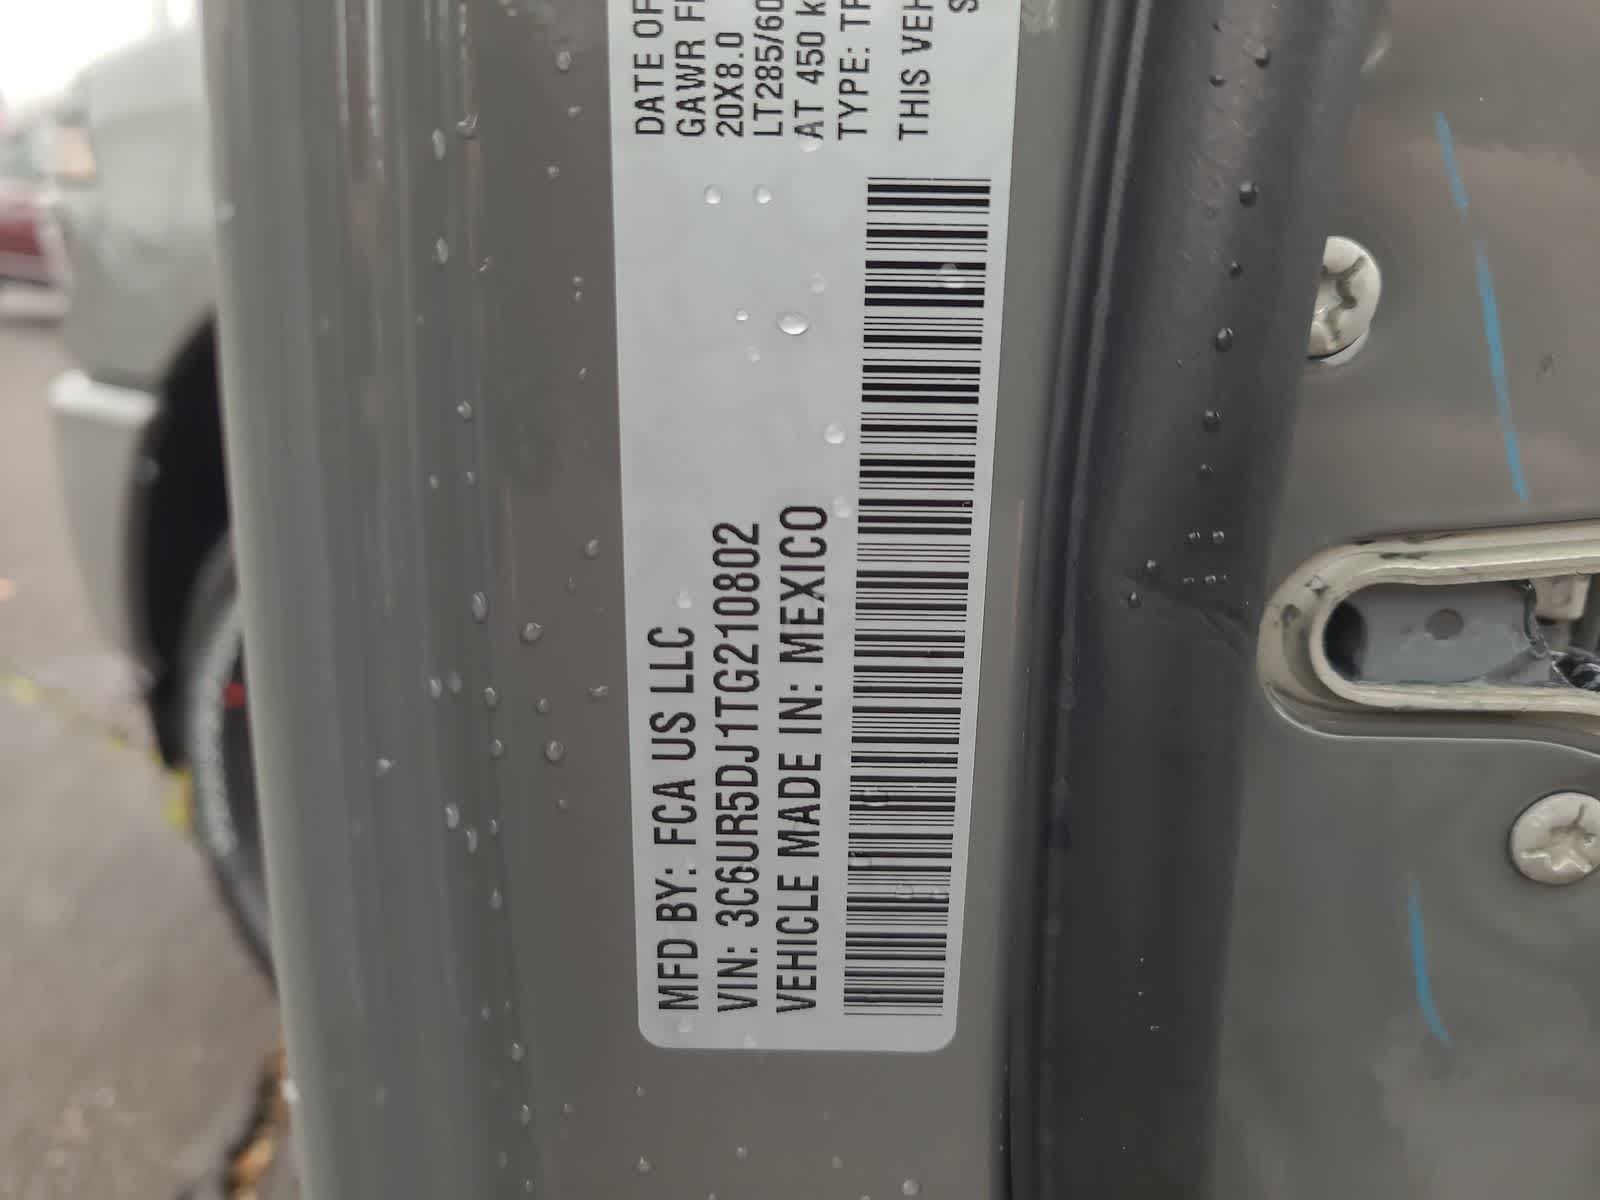 MFD BY: FCA US LLC
VIN: 3C6UR5DJ1TG210802
VEHICLE MADE IN: MEXICO
DATE OF
GAWR
20X8.0
LT285/60
AT 450
TYPE:
THIS